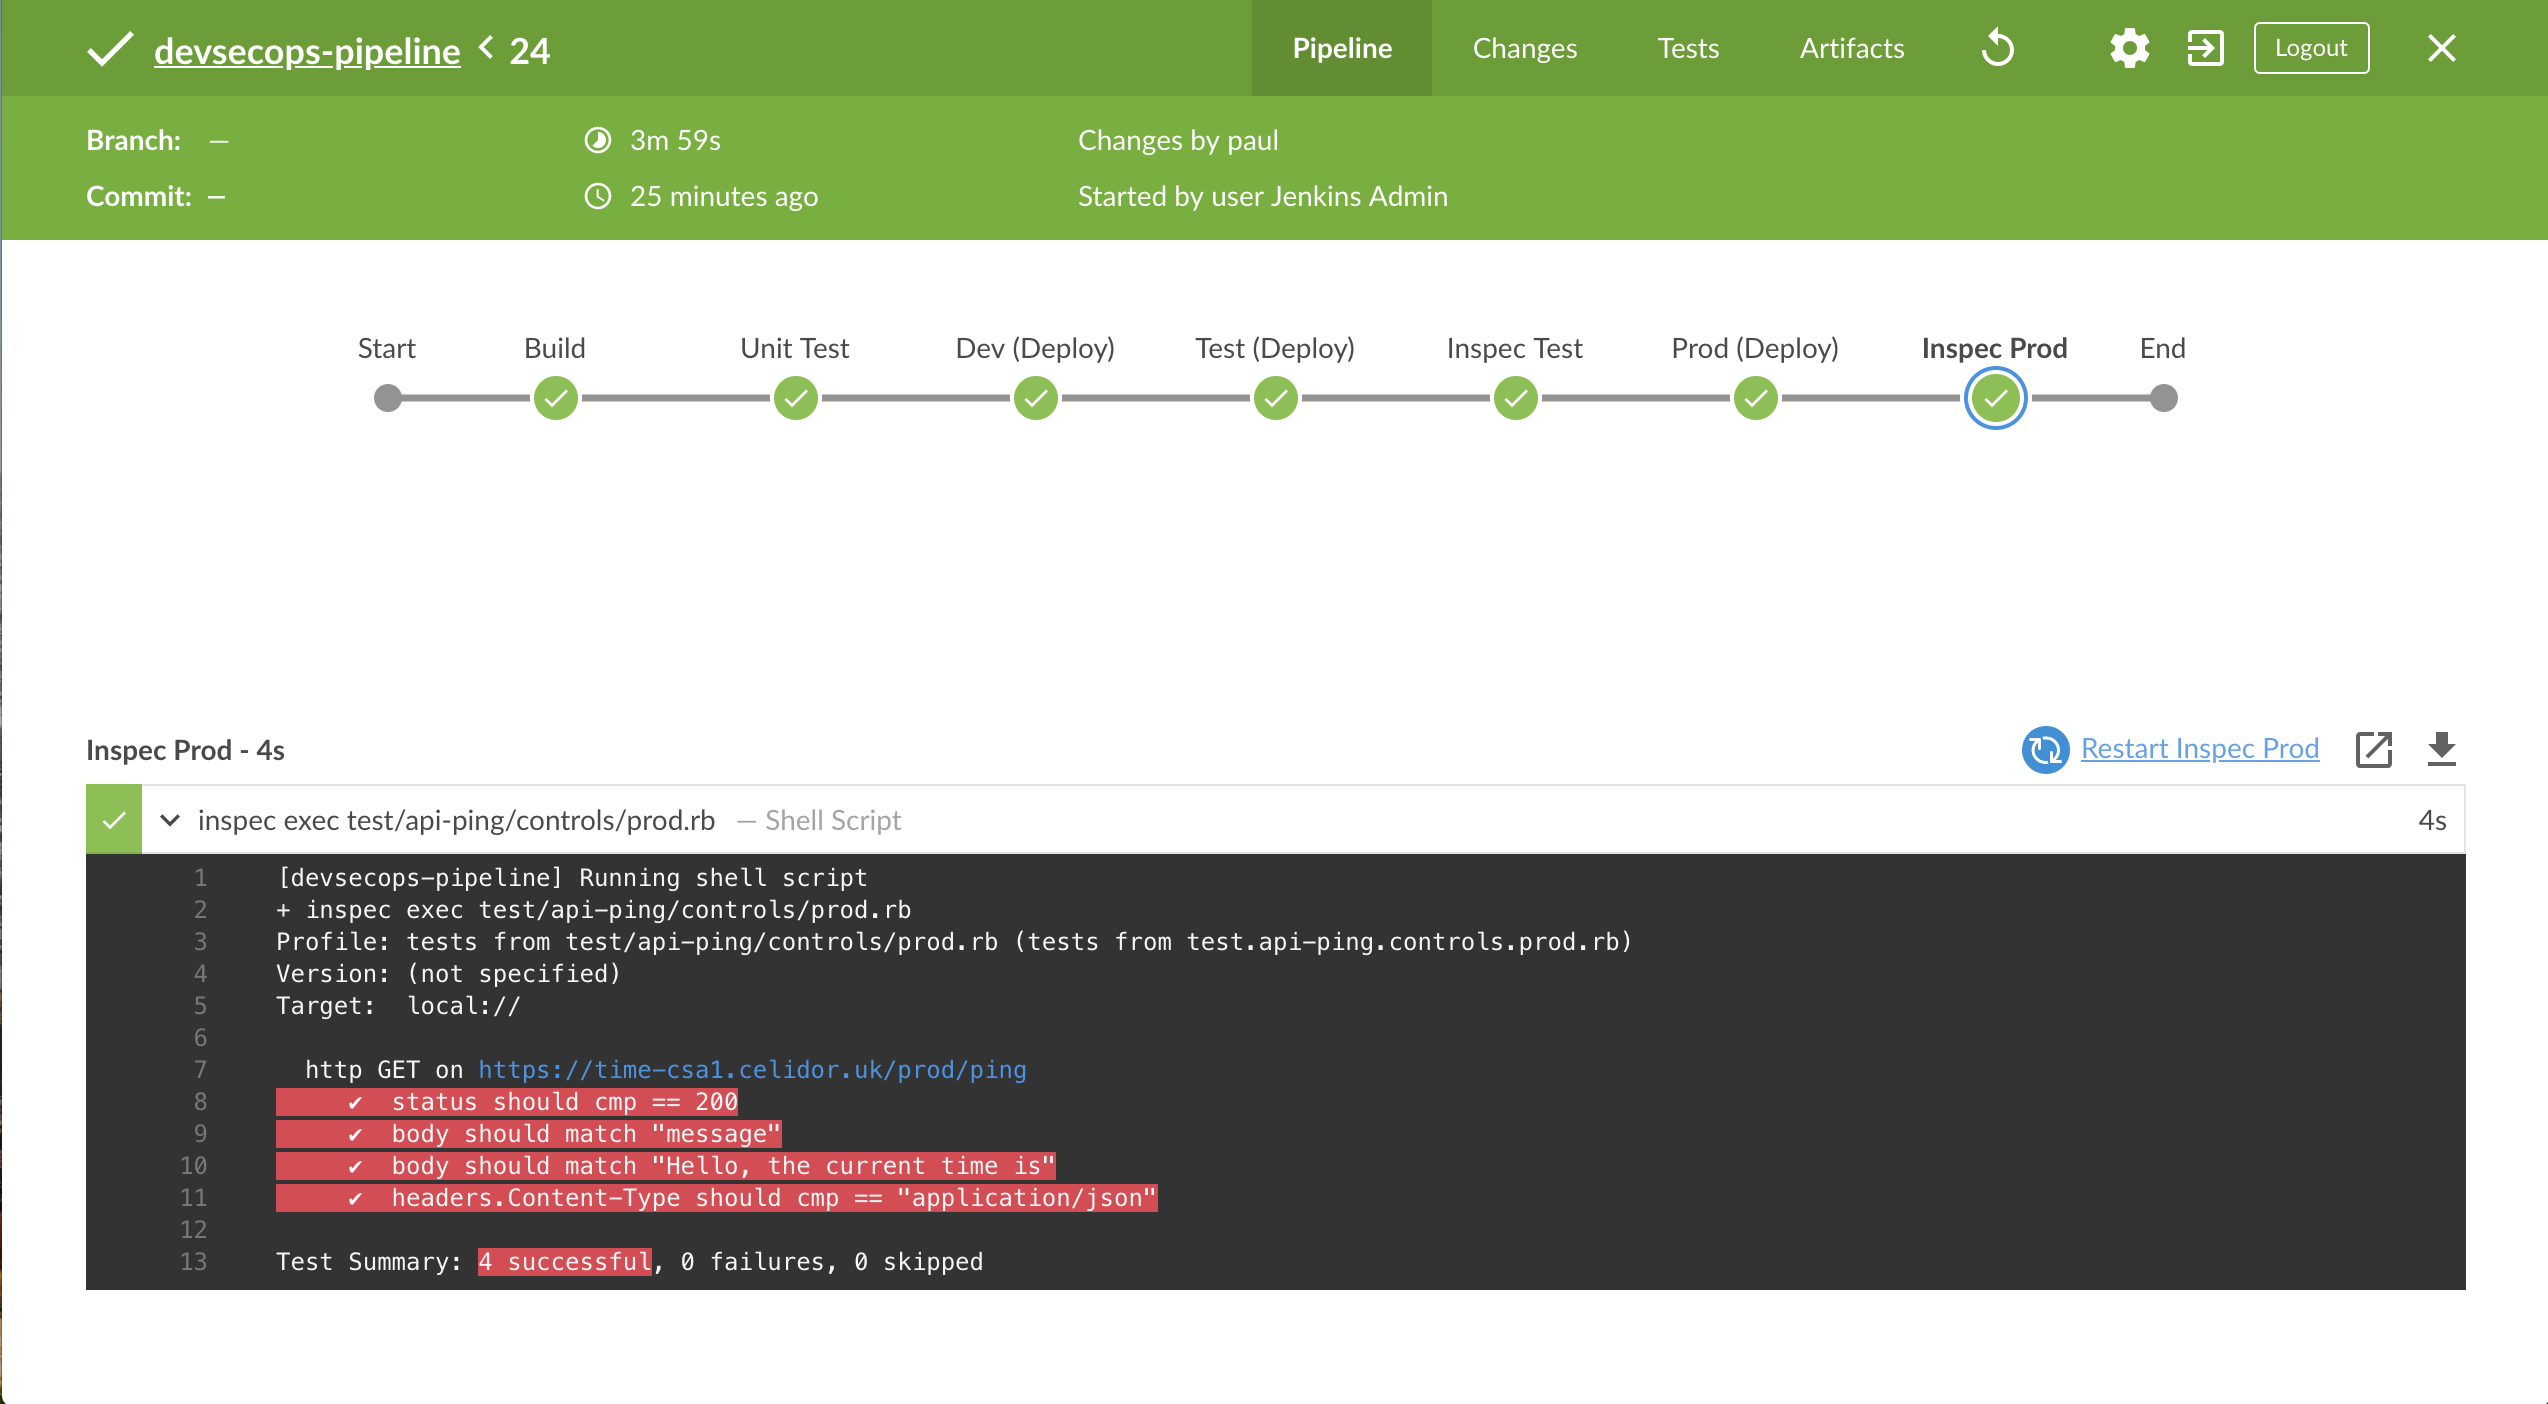 devsecops-pipeline < 24
Pipeline
Changes
Tests
Artifacts
Logout
Branch: —
3m 59s
Changes by paul
Commit: —
25 minutes ago
Started by user Jenkins Admin
Start
Build
Unit Test
Dev (Deploy)
Test (Deploy)
Inspec Test
Prod (Deploy)
Inspec Prod
End
Inspec Prod - 4s
Restart Inspec Prod
inspec exec test/api-ping/controls/prod.rb — Shell Script
4s
1 [devsecops-pipeline] Running shell script
2 + inspec exec test/api-ping/controls/prod.rb
3 Profile: tests from test/api-ping/controls/prod.rb (tests from test.api-ping.controls.prod.rb)
4 Version: (not specified)
5 Target:  local://
6
7 http GET on https://time-csa1.celidor.uk/prod/ping
8 ✔ status should cmp == 200
9 ✔ body should match "message"
10 ✔ body should match "Hello, the current time is"
11 ✔ headers.Content-Type should cmp == "application/json"
12
13 Test Summary: 4 successful, 0 failures, 0 skipped